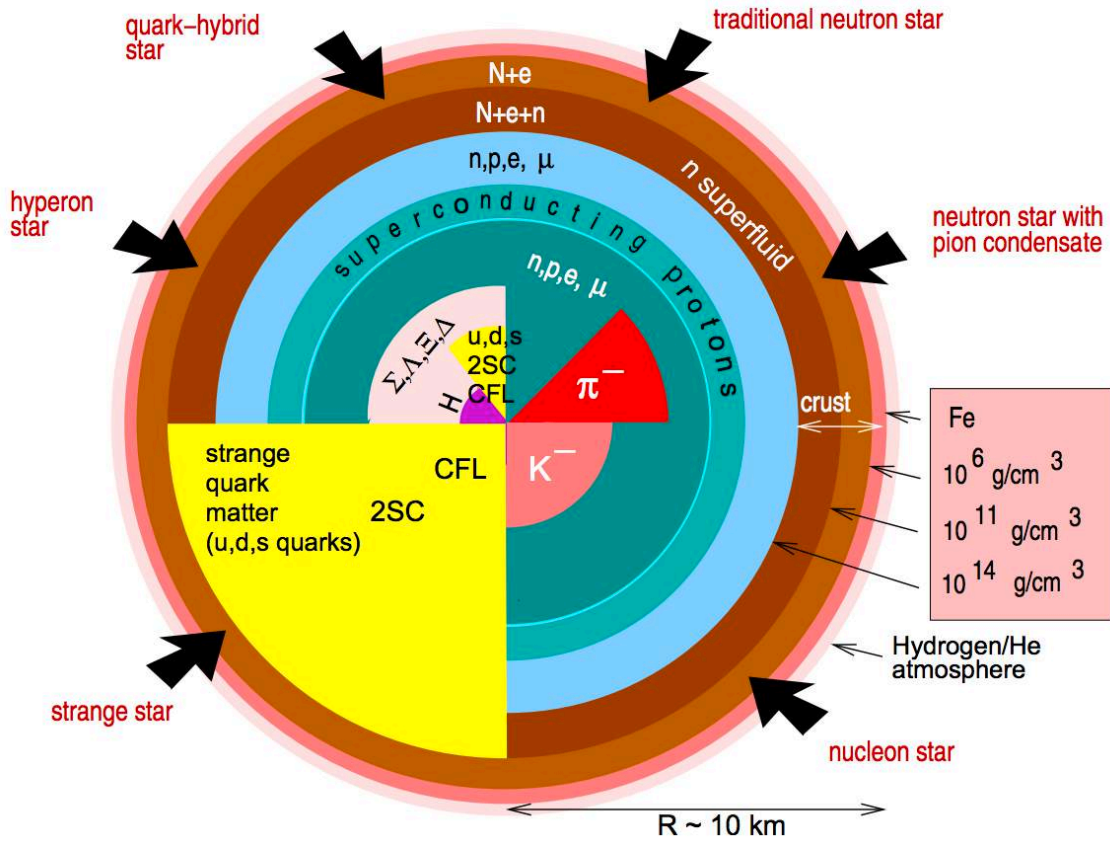 quark–hybrid
star
traditional neutron star
N+e
N+e+n
n,p,e, μ
n superfluid
hyperon
star
neutron star with
pion condensate
superconducting protons
n,p,e, μ
Σ,Λ,Ξ,Δ
u,d,s
2SC
CFL
H
π⁻
crust
Fe
10⁶ g/cm³
10¹¹ g/cm³
10¹⁴ g/cm³
K⁻
strange
quark
matter
(u,d,s quarks)
CFL
2SC
Hydrogen/He
atmosphere
strange star
nucleon star
R ~ 10 km